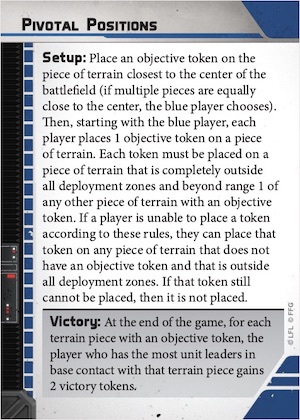 Pivotal Positions
Setup: Place an objective token on the
piece of terrain closest to the center of the
battlefield (if multiple pieces are equally
close to the center, the blue player chooses).
Then, starting with the blue player, each
player places 1 objective token on a piece
of terrain. Each token must be placed on a
piece of terrain that is completely outside
all deployment zones and beyond range 1 of
any other piece of terrain with an objective
token. If a player is unable to place a token
according to these rules, they can place that
token on any piece of terrain that does not
have an objective token and that is outside
all deployment zones. If that token still
cannot be placed, then it is not placed.
Victory: At the end of the game, for each
terrain piece with an objective token, the
player who has the most unit leaders in
base contact with that terrain piece gains
2 victory tokens.
© LFL © FFG